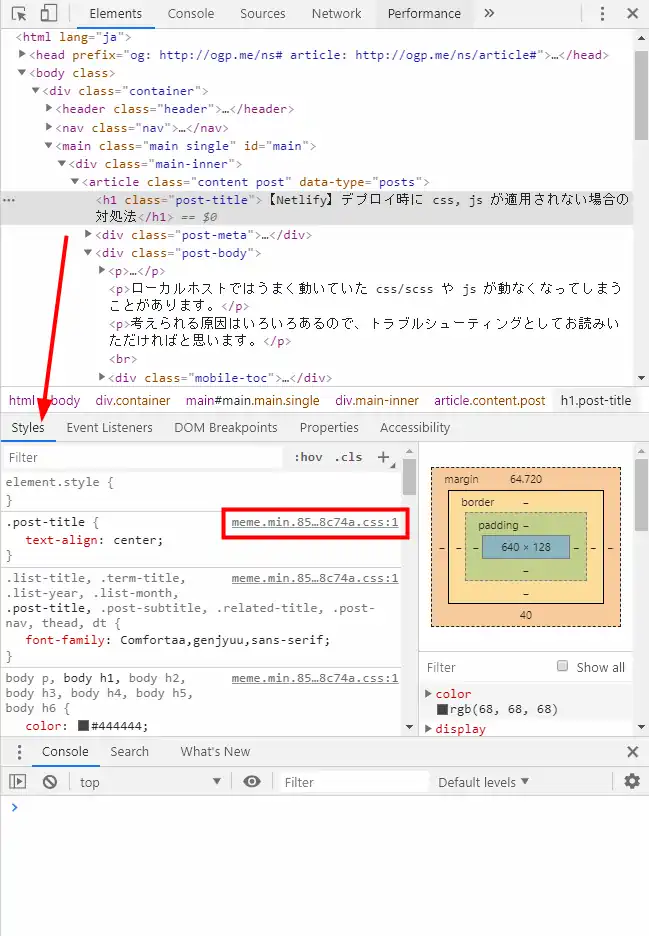 Elements Console Sources Network Performance
<html lang="ja">
<head prefix="og: http://ogp.me/ns# article: http://ogp.me/ns/article#">…</head>
<body class>
<div class="container">
<header class="header">…</header>
<nav class="nav">…</nav>
<main class="main single" id="main">
<div class="main-inner">
<article class="content post" data-type="posts">
<h1 class="post-title">【Netlify】デプロイ時に css, js が適用されない場合の
対処法</h1> == $0
<div class="post-meta">…</div>
<div class="post-body">
<p>…</p>
<p>ローカルホストではうまく動いていた css/scss や js が動なくなってしまう
ことがあります。</p>
<p>考えられる原因はいろいろあるので、トラブルシューティングとしてお読みい
ただければと思います。</p>
<br>
<div class="mobile-toc">…</div>
html body div.container main#main.main.single div.main-inner article.content.post h1.post-title
Styles Event Listeners DOM Breakpoints Properties Accessibility
Filter :hov .cls +
element.style {
}
.post-title { meme.min.85…8c74a.css:1
text-align: center;
}
.list-title, .term-title, meme.min.85…8c74a.css:1
.list-year, .list-month,
.post-title, .post-subtitle, .related-title, .post-
nav, thead, dt {
font-family: Comfortaa,genjyuu,sans-serif;
}
body p, body h1, body h2, meme.min.85…8c74a.css:1
body h3, body h4, body h5,
body h6 {
color: #444444;
margin 64.720
border –
padding –
– – – 640 × 128 – – –
–
–
40
Filter Show all
color
rgb(68, 68, 68)
display
Console Search What's New
top Filter Default levels